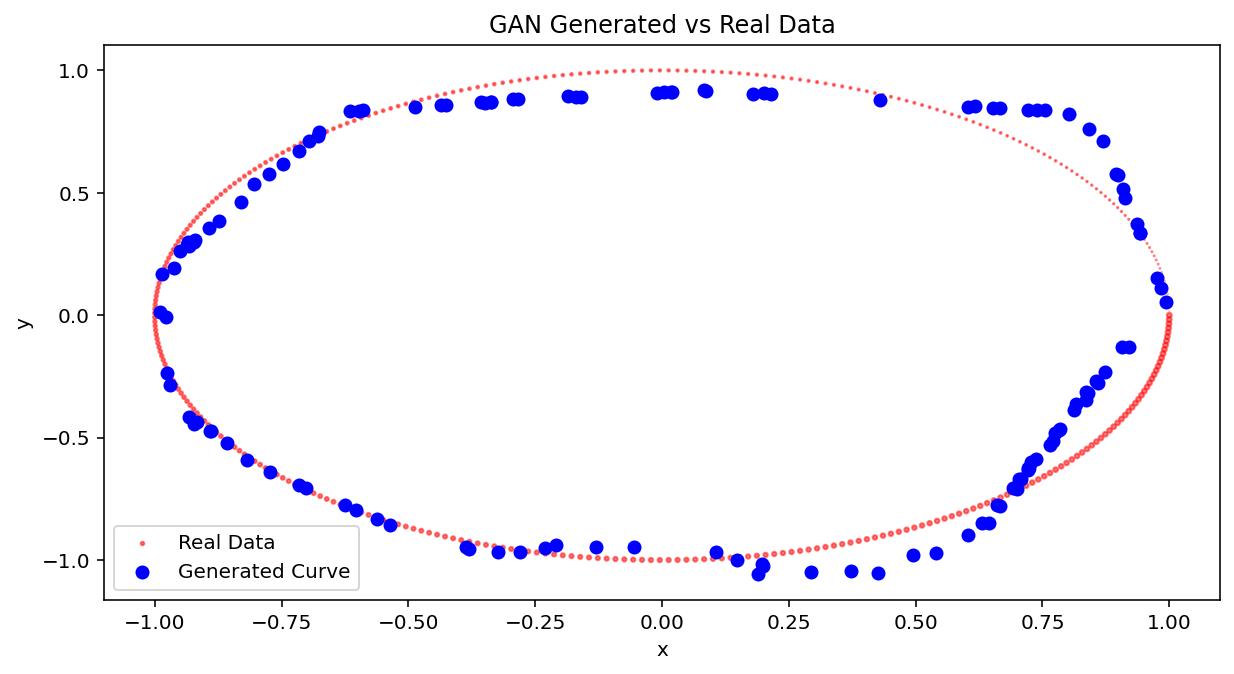 GAN Generated vs Real Data
1.0
0.5
0.0
−0.5
−1.0
y
Real Data
Generated Curve
−1.00 −0.75 −0.50 −0.25 0.00 0.25 0.50 0.75 1.00
x